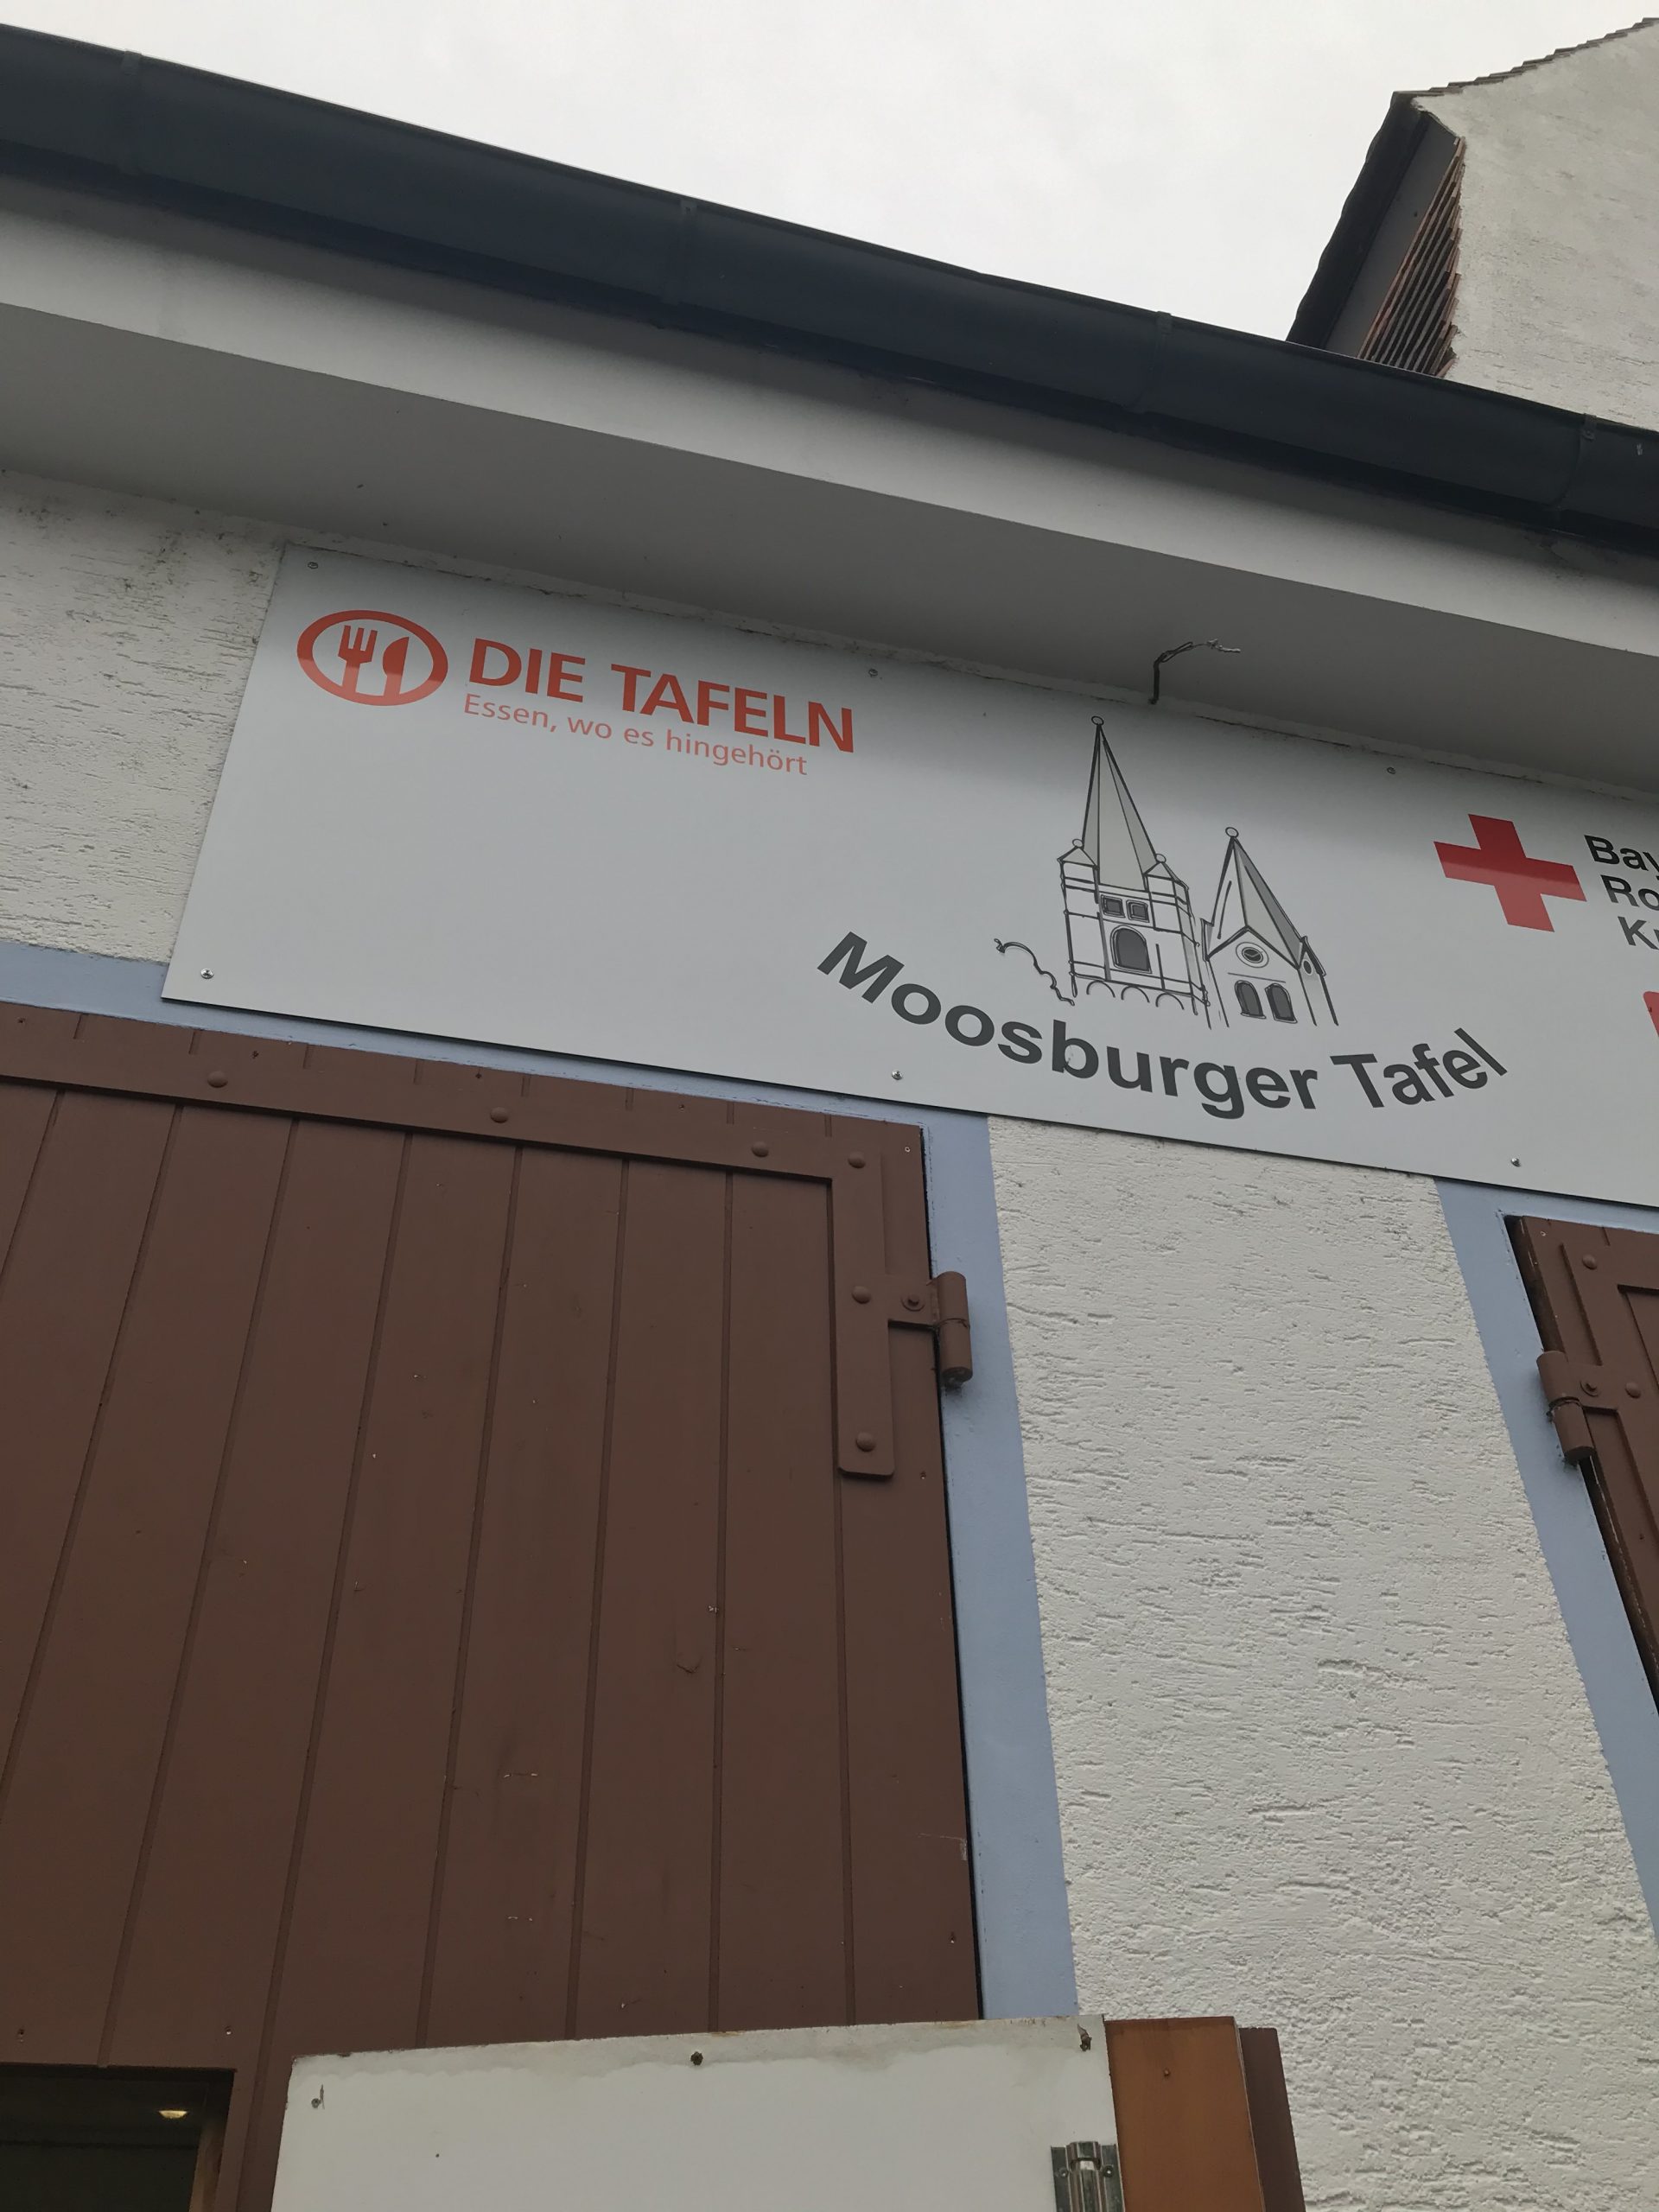 DIE TAFELN
Essen, wo es hingehört
Moosburger Tafel